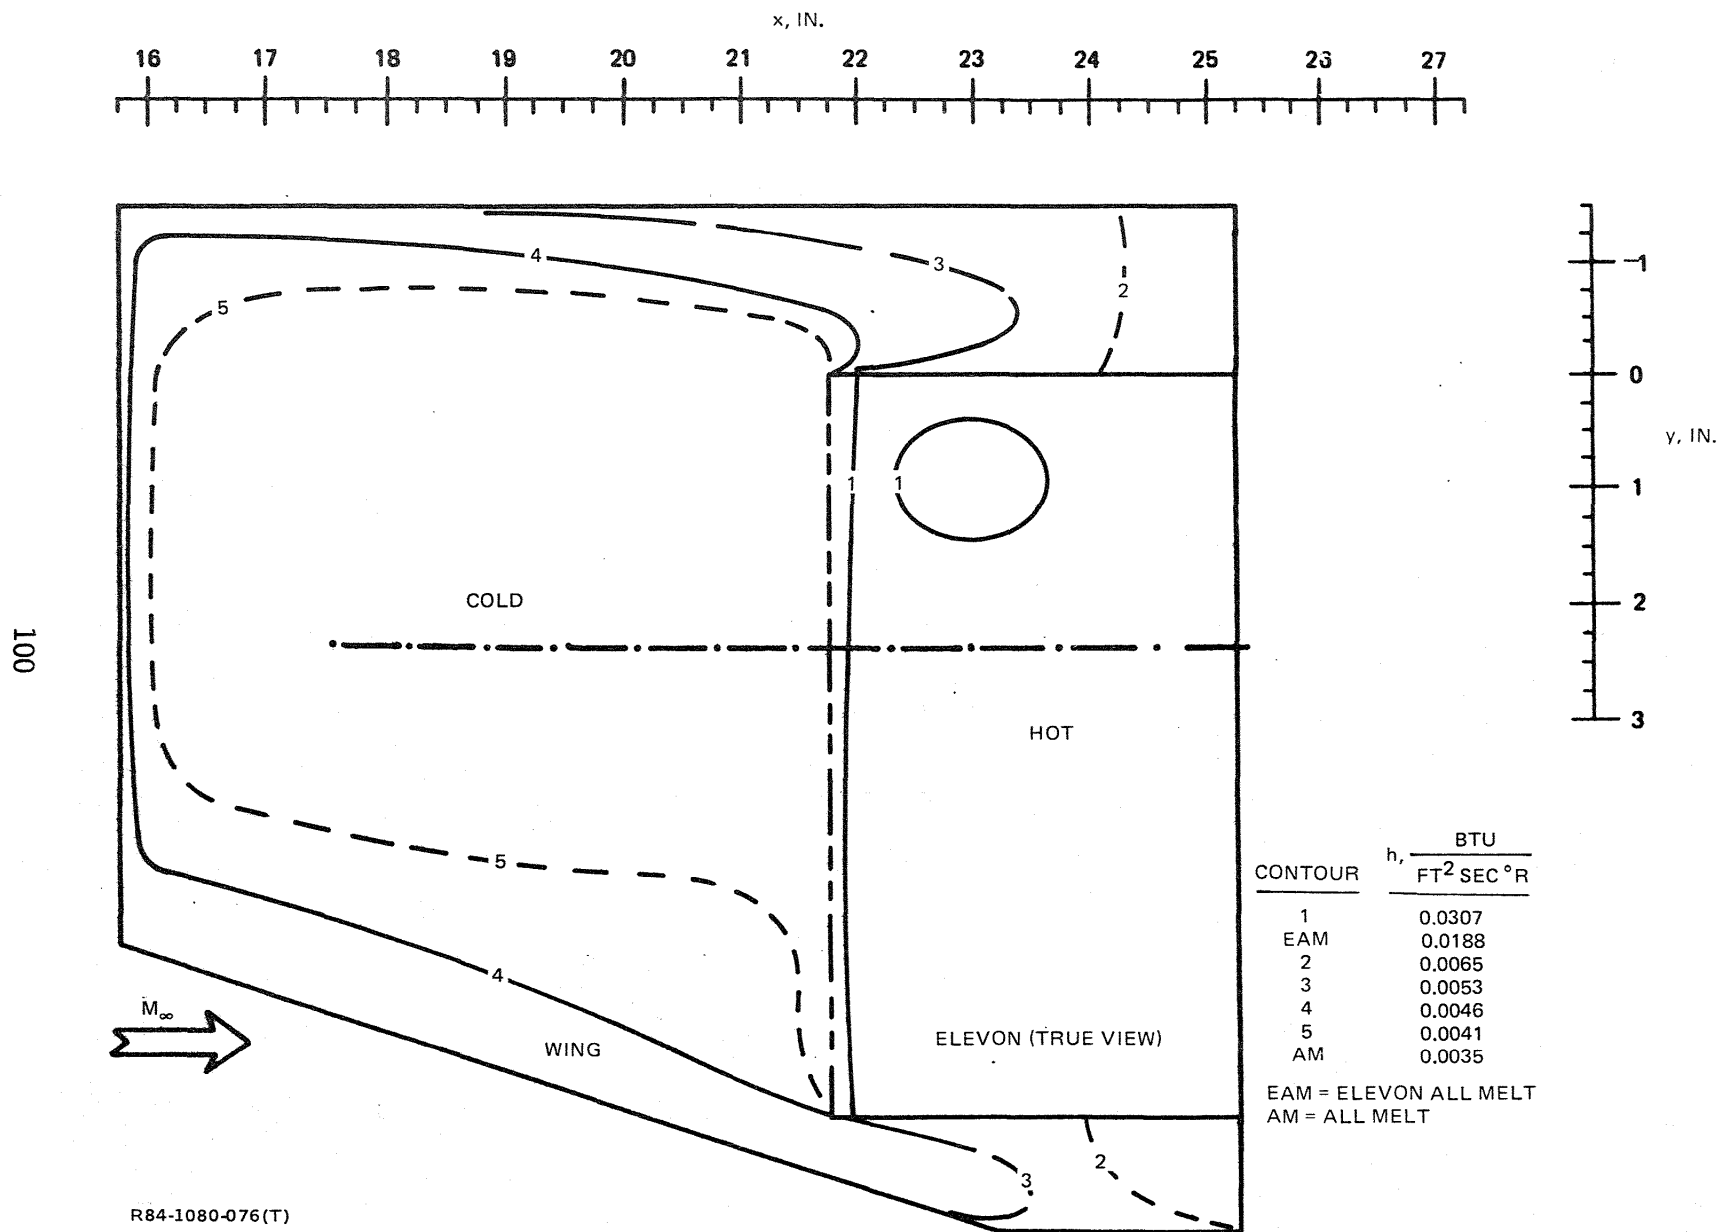 x, IN.
16 17 18 19 20 21 22 23 24 25 26 27
-1
0
y, IN.
1
2
3
4
3
2
5
1 1
COLD
100
HOT
5
4
M∞
WING
ELEVON (TRUE VIEW)
2
3
CONTOUR h, BTU
FT² SEC °R
1 0.0307
EAM 0.0188
2 0.0065
3 0.0053
4 0.0046
5 0.0041
AM 0.0035
EAM = ELEVON ALL MELT
AM = ALL MELT
R84-1080-076(T)